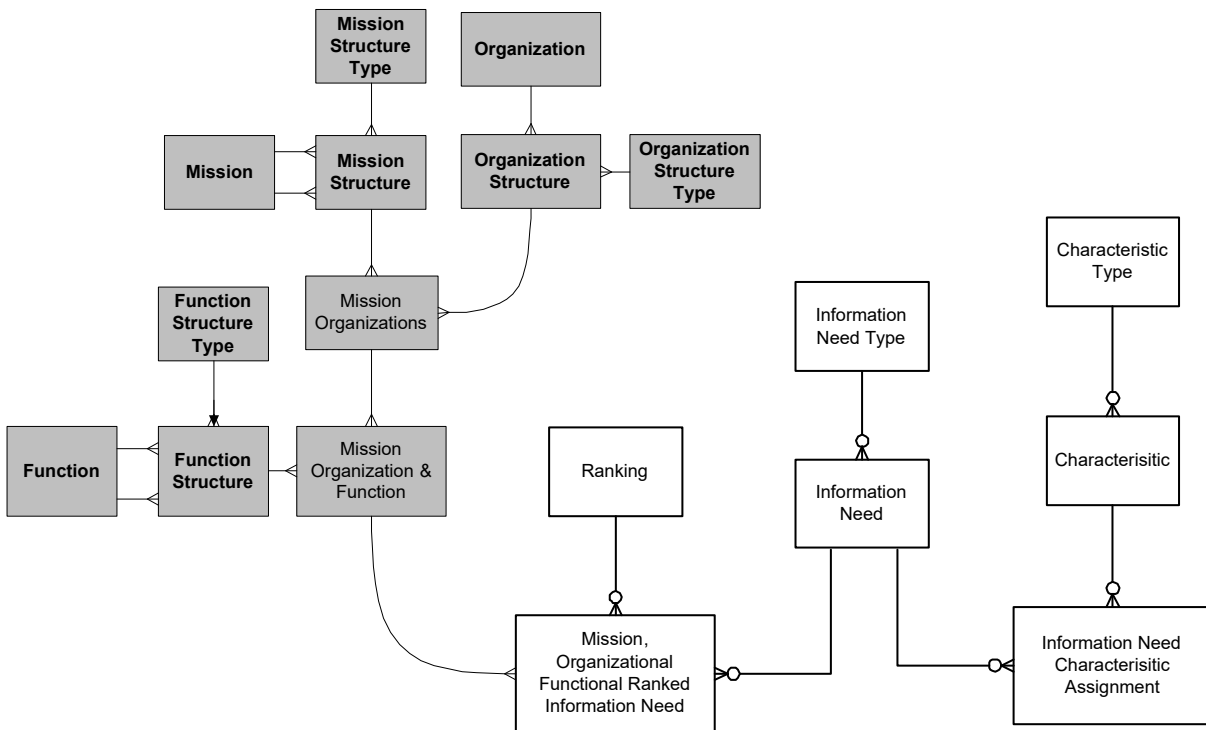 Mission
Structure
Type
Organization
Mission
Mission
Structure
Organization
Structure
Organization
Structure
Type
Characteristic
Type
Mission
Organizations
Function
Structure
Type
Information
Need Type
Function
Function
Structure
Mission
Organization &
Function
Ranking
Information
Need
Characterisitic
Mission,
Organizational
Functional Ranked
Information Need
Information Need
Characterisitic
Assignment